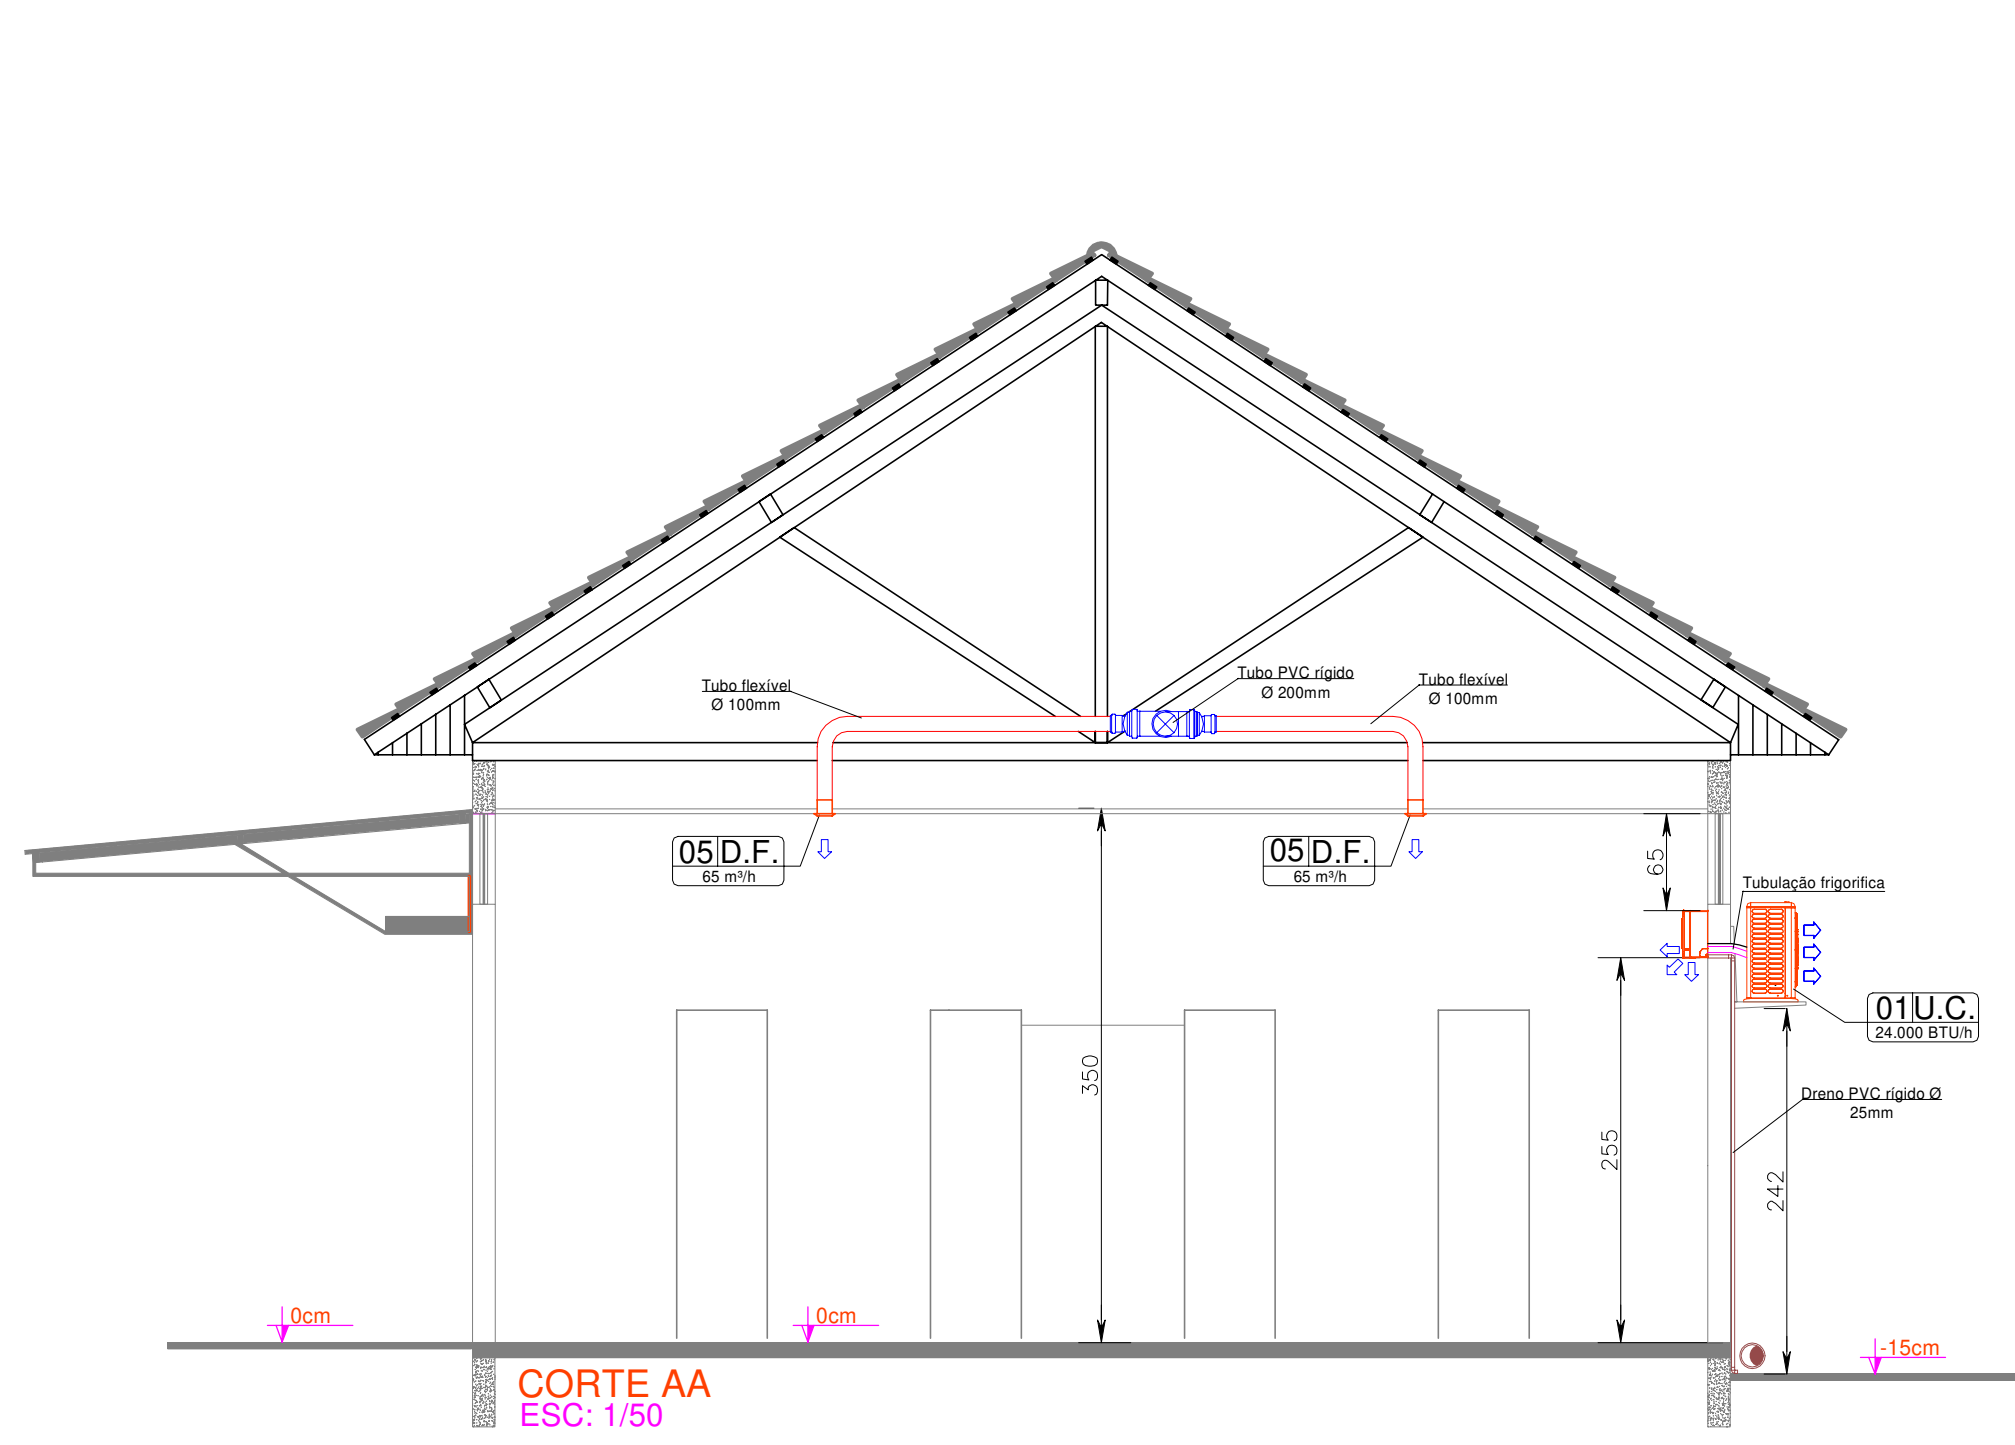 Tubo flexível
Ø 100mm
Tubo PVC rígido
Ø 200mm
Tubo flexível
Ø 100mm
05 D.F.
65 m³/h
05 D.F.
65 m³/h
65
Tubulação frigorifica
01 U.C.
24.000 BTU/h
350
Dreno PVC rígido Ø
25mm
255
242
0cm
0cm
-15cm
CORTE AA
ESC: 1/50